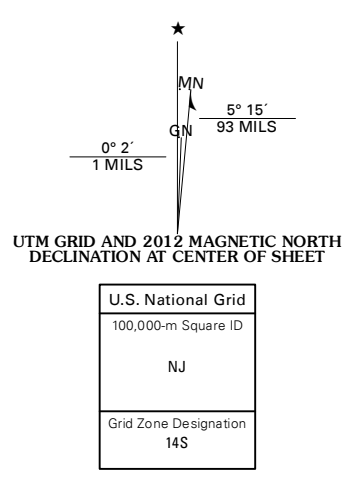 ★
MN
5° 15´
93 MILS
GN
0° 2´
1 MILS
UTM GRID AND 2012 MAGNETIC NORTH
DECLINATION AT CENTER OF SHEET
U.S. National Grid
100,000-m Square ID
NJ
Grid Zone Designation
14S